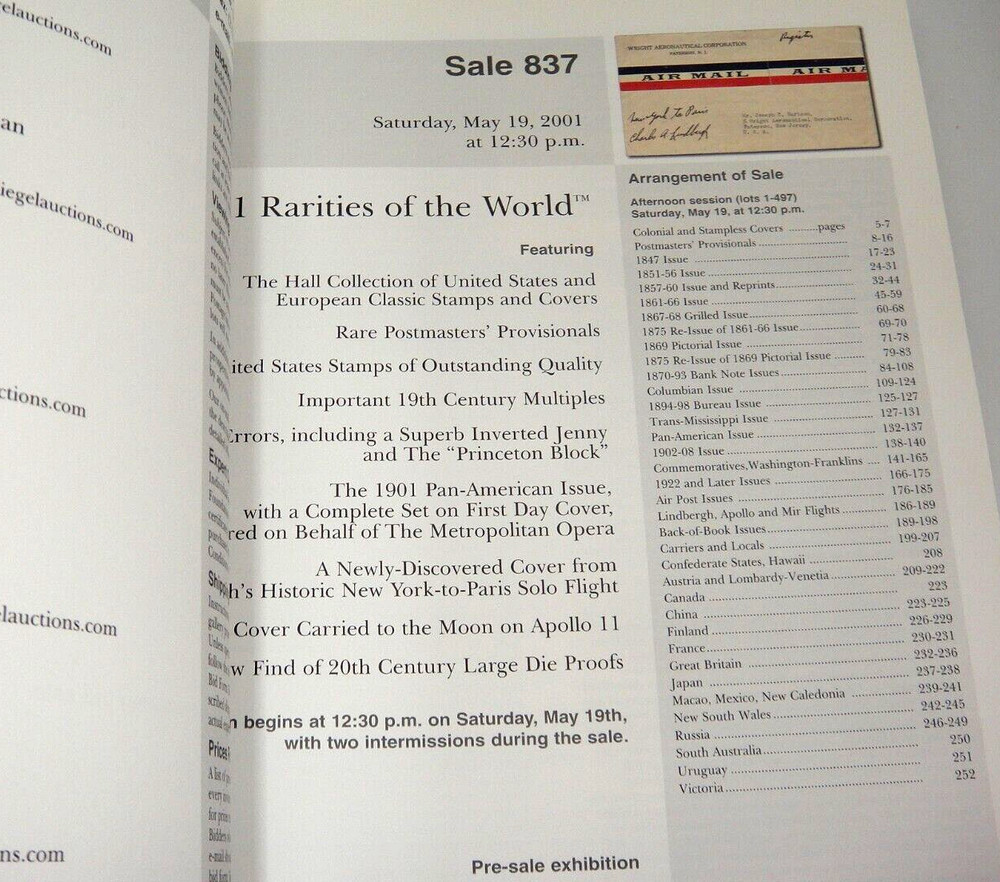 elauctions.com
an
iegelauctions.com
ctions.com
elauctions.com
ns.com
Sale 837
Saturday, May 19, 2001
at 12:30 p.m.
1 Rarities of the World™
Featuring
The Hall Collection of United States and
European Classic Stamps and Covers
Rare Postmasters' Provisionals
ited States Stamps of Outstanding Quality
Important 19th Century Multiples
Errors, including a Superb Inverted Jenny
and The "Princeton Block"
The 1901 Pan-American Issue,
with a Complete Set on First Day Cover,
red on Behalf of The Metropolitan Opera
A Newly-Discovered Cover from
h's Historic New York-to-Paris Solo Flight
Cover Carried to the Moon on Apollo 11
w Find of 20th Century Large Die Proofs
n begins at 12:30 p.m. on Saturday, May 19th,
with two intermissions during the sale.
Pre-sale exhibition
WRIGHT AERONAUTICAL CORPORATION
PATERSON, N. J.
Register
AIR MAIL AIR MA
New York to Paris
Charles A Lindbergh
Arrangement of Sale
Afternoon session (lots 1-497)
Saturday, May 19, at 12:30 p.m.
Colonial and Stampless Covers .........pages 5-7
Postmasters' Provisionals 8-16
1847 Issue 17-23
1851-56 Issue 24-31
1857-60 Issue and Reprints 32-44
1861-66 Issue 45-59
1867-68 Grilled Issue 60-68
1875 Re-Issue of 1861-66 Issue 69-70
1869 Pictorial Issue 71-78
1875 Re-Issue of 1869 Pictorial Issue 79-83
1870-93 Bank Note Issues 84-108
Columbian Issue 109-124
1894-98 Bureau Issue 125-127
Trans-Mississippi Issue 127-131
Pan-American Issue 132-137
1902-08 Issue 138-140
Commemoratives,Washington-Franklins 141-165
1922 and Later Issues 166-175
Air Post Issues 176-185
Lindbergh, Apollo and Mir Flights 186-189
Back-of-Book Issues 189-198
Carriers and Locals 199-207
Confederate States, Hawaii 208
Austria and Lombardy-Venetia 209-222
Canada 223
China 223-225
Finland 226-229
France 230-231
Great Britain 232-236
Japan 237-238
Macao, Mexico, New Caledonia 239-241
New South Wales 242-245
Russia 246-249
South Australia 250
Uruguay 251
Victoria 252